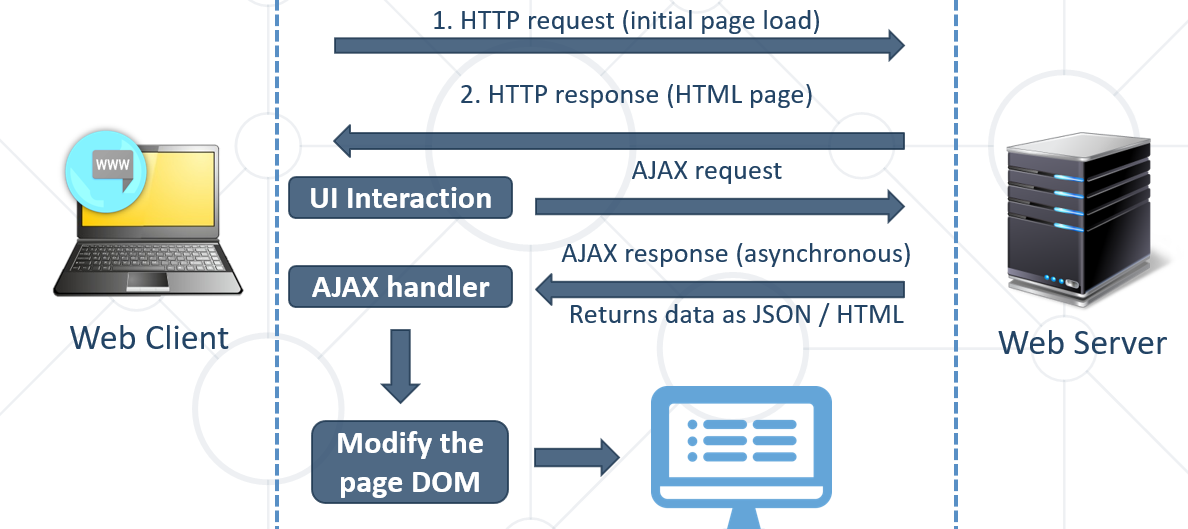 1. HTTP request (initial page load)
2. HTTP response (HTML page)
WWW
AJAX request
UI Interaction
AJAX response (asynchronous)
AJAX handler
Returns data as JSON / HTML
Web Client
Web Server
Modify the
page DOM